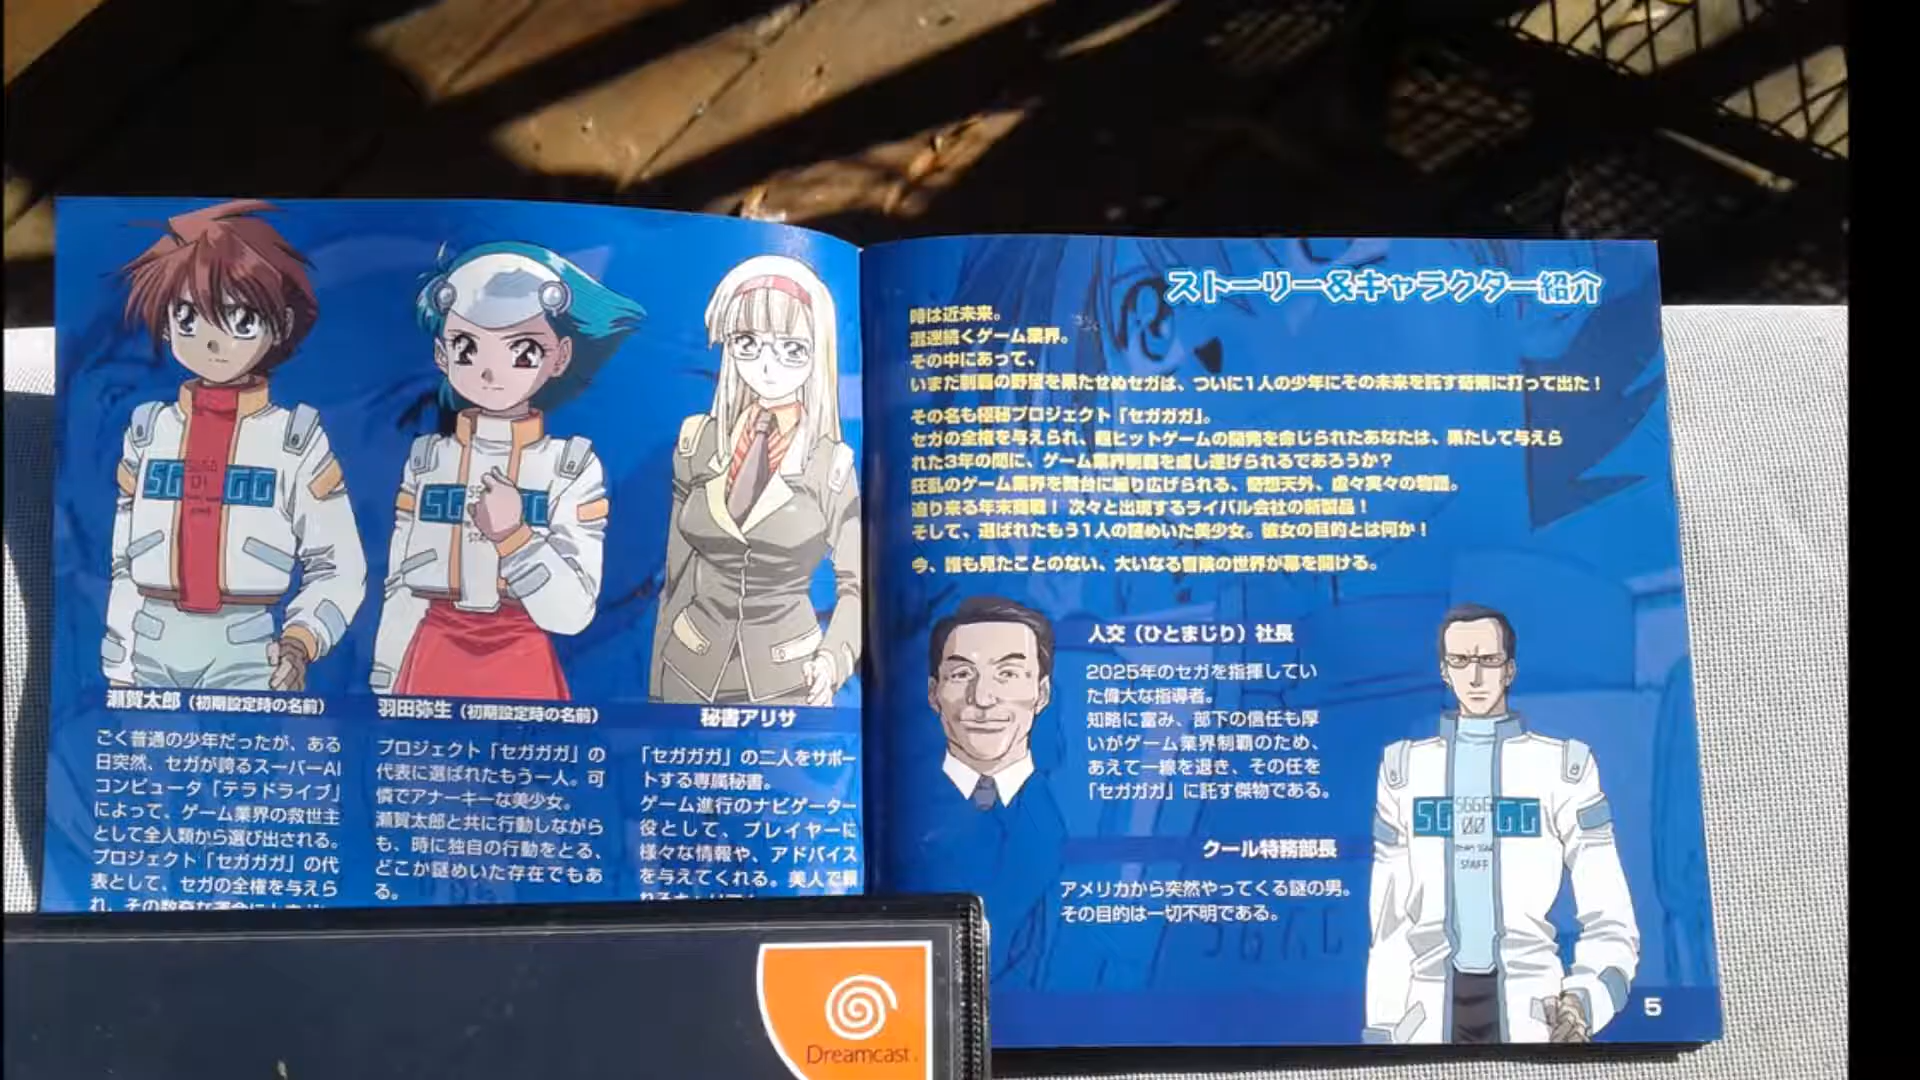 ストーリー&キャラクター紹介
時は近未来。
混迷続くゲーム業界。
その中にあって、
いまだ制覇の野望を果たせぬセガは、ついに1人の少年にその未来を託す奇策に打って出た!
その名も極秘プロジェクト「セガガガ」。
セガの全権を与えられ、超ヒットゲームの開発を命じられたあなたは、果たして与えら
れた3年の間に、ゲーム業界制覇を成し遂げられるであろうか?
狂乱のゲーム業界を舞台に繰り広げられる、奇想天外、虚々実々の物語。
迫り来る年末商戦! 次々と出現するライバル会社の新製品!
そして、選ばれたもう1人の謎めいた美少女。彼女の目的とは何か!
今、誰も見たことのない、大いなる冒険の世界が幕を開ける。
人交(ひとまじり)社長
2025年のセガを指揮してい
た偉大な指導者。
知略に富み、部下の信任も厚
いがゲーム業界制覇のため、
あえて一線を退き、その任を
「セガガガ」に託す傑物である。
クール特務部長
アメリカから突然やってくる謎の男。
その目的は一切不明である。
SG SGGG GG
00
STAFF
5
SG SGGG GG
01
SG
瀬賀太郎(初期設定時の名前)
ごく普通の少年だったが、ある
日突然、セガが誇るスーパーAI
コンピュータ「テラドライブ」
によって、ゲーム業界の救世主
として全人類から選び出される。
プロジェクト「セガガガ」の代
表として、セガの全権を与えら
れ、その数奇な運命に
羽田弥生(初期設定時の名前)
プロジェクト「セガガガ」の
代表に選ばれたもう一人。可
憐でアナーキーな美少女。
瀬賀太郎と共に行動しながら
も、時に独自の行動をとる、
どこか謎めいた存在でもあ
る。
秘書アリサ
「セガガガ」の二人をサポー
トする専属秘書。
ゲーム進行のナビゲーター
役として、プレイヤーに
様々な情報や、アドバイス
を与えてくれる。美人で頼
Dreamcast